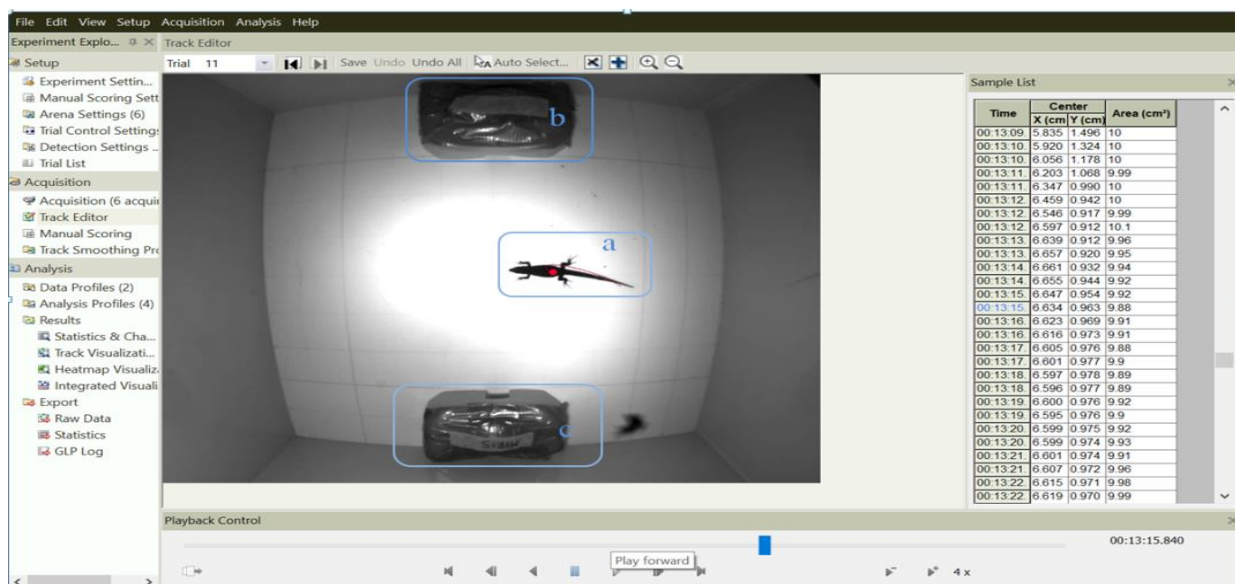 File Edit View Setup Acquisition Analysis Help
Experiment Explo...
Track Editor
Setup
Experiment Settin...
Manual Scoring Sett
Arena Settings (6)
Trial Control Settings
Detection Settings ..
Trial List
Acquisition
Acquisition (6 acquir
Track Editor
Manual Scoring
Track Smoothing Pro
Analysis
Data Profiles (2)
Analysis Profiles (4)
Results
Statistics & Cha...
Track Visualizati...
Heatmap Visualiz
Integrated Visuali
Export
Raw Data
Statistics
GLP Log
Trial 11 Save Undo Undo All Auto Select...
b
a
c
Sample List
Time Center Area (cm²)
X (cm Y (cm)
00:13:09. 5.835 1.496 10
00:13:10. 5.920 1.324 10
00:13:10. 6.056 1.178 10
00:13:11. 6.203 1.068 9.99
00:13:11. 6.347 0.990 10
00:13:12. 6.459 0.942 10
00:13:12. 6.546 0.917 9.99
00:13:12. 6.597 0.912 10.1
00:13:13. 6.639 0.912 9.96
00:13:13. 6.657 0.920 9.95
00:13:14. 6.661 0.932 9.94
00:13:14. 6.655 0.944 9.92
00:13:15. 6.647 0.954 9.92
00:13:15. 6.634 0.963 9.88
00:13:16. 6.623 0.969 9.91
00:13:16. 6.616 0.973 9.91
00:13:17. 6.605 0.976 9.88
00:13:17. 6.601 0.977 9.9
00:13:18. 6.597 0.978 9.89
00:13:18. 6.596 0.977 9.89
00:13:19. 6.600 0.976 9.92
00:13:19. 6.595 0.976 9.9
00:13:20. 6.599 0.975 9.92
00:13:20. 6.599 0.974 9.93
00:13:21. 6.601 0.974 9.91
00:13:21. 6.607 0.972 9.96
00:13:22. 6.615 0.971 9.98
00:13:22. 6.619 0.970 9.99
Playback Control
00:13:15.840
Play forward
4 x